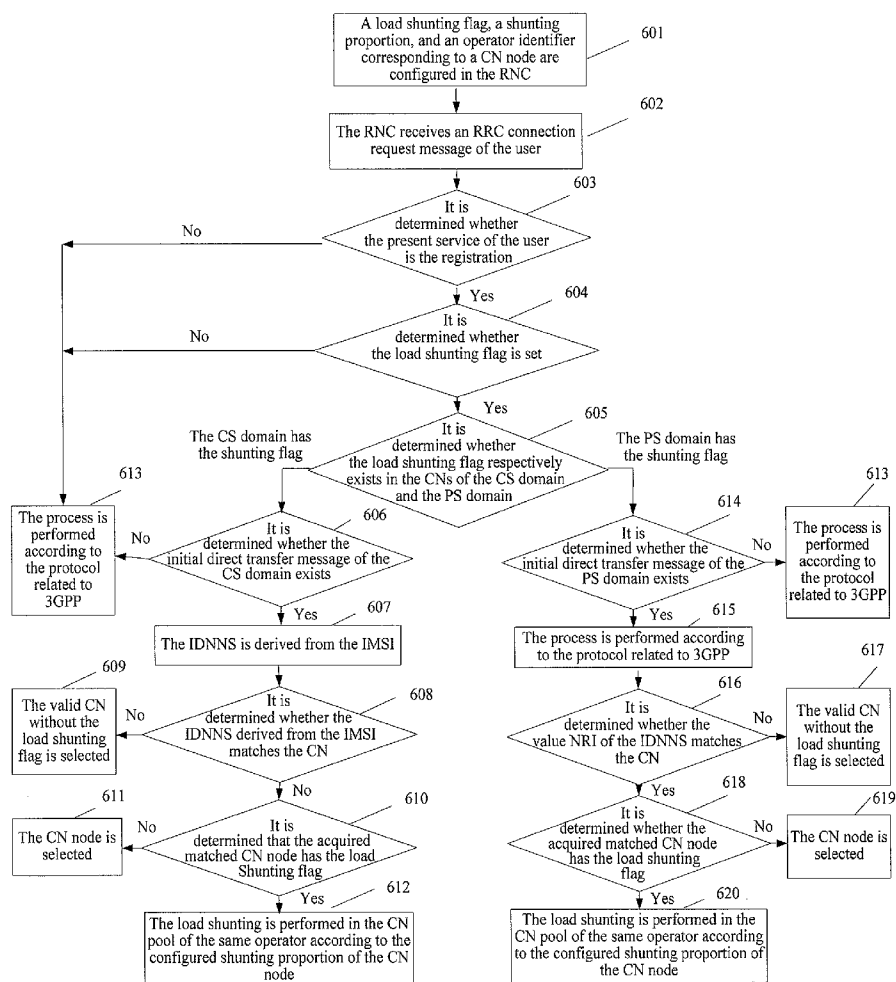 A load shunting flag, a shunting
proportion, and an operator identifier
corresponding to a CN node are
configured in the RNC
601
602
The RNC receives an RRC connection
request message of the user
603
It is
determined whether
the present service of the user
is the registration
No
Yes
604
It is
determined whether
the load shunting flag is set
No
Yes
605
It is
determined whether
the load shunting flag respectively
exists in the CNs of the CS domain
and the PS domain
The CS domain has
the shunting flag
The PS domain has
the shunting flag
613
The process is
performed
according to
the protocol
related to
3GPP
No
606
It is
determined whether the
initial direct transfer message of the
CS domain exists
614
It is
determined whether the
initial direct transfer message of the
PS domain exists
No
613
The process is
performed
according to
the protocol
related to 3GPP
Yes
607
The IDNNS is derived from the IMSI
Yes
615
The process is performed according
to the protocol related to 3GPP
609
The valid CN
without the
load shunting
flag is selected
No
608
It is
determined whether the
IDNNS derived from the IMSI
matches the CN
616
It is
determined whether the
value NRI of the IDNNS matches
the CN
No
617
The valid CN
without the
load shunting
flag is selected
No
Yes
611
The CN node is
selected
No
610
It is
determined that the acquired
matched CN node has the load
Shunting flag
618
It is
determined whether the
acquired matched CN node
has the load shunting
flag
No
619
The CN node is
selected
Yes
612
The load shunting is performed in the CN
pool of the same operator according to the
configured shunting proportion of the CN
node
Yes
620
The load shunting is performed in the
CN pool of the same operator according
to the configured shunting proportion of
the CN node